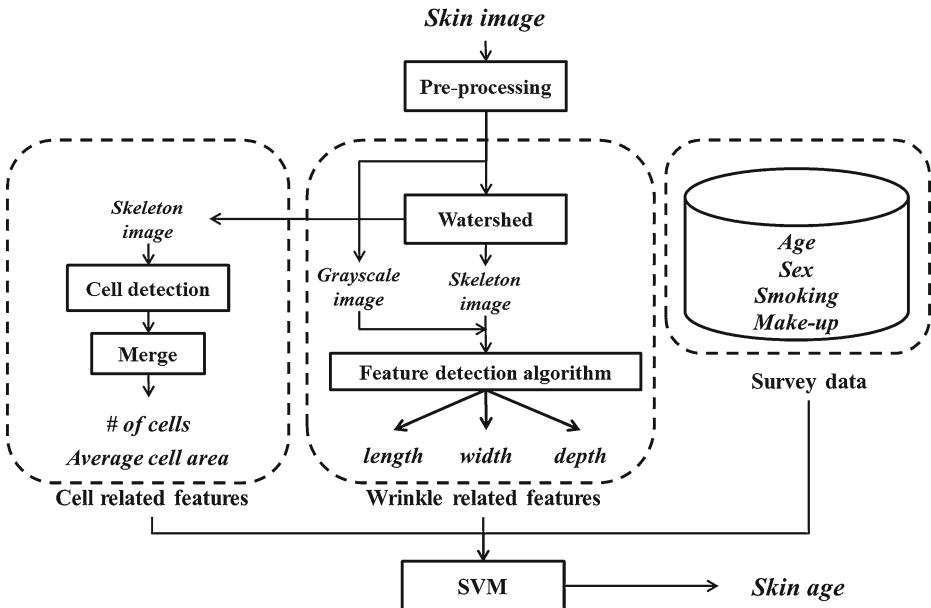 Skin image
Pre-processing
Skeleton
image
Cell detection
Merge
# of cells
Average cell area
Cell related features
Watershed
Grayscale
image
Skeleton
image
Feature detection algorithm
length width depth
Wrinkle related features
Age
Sex
Smoking
Make-up
Survey data
SVM
Skin age